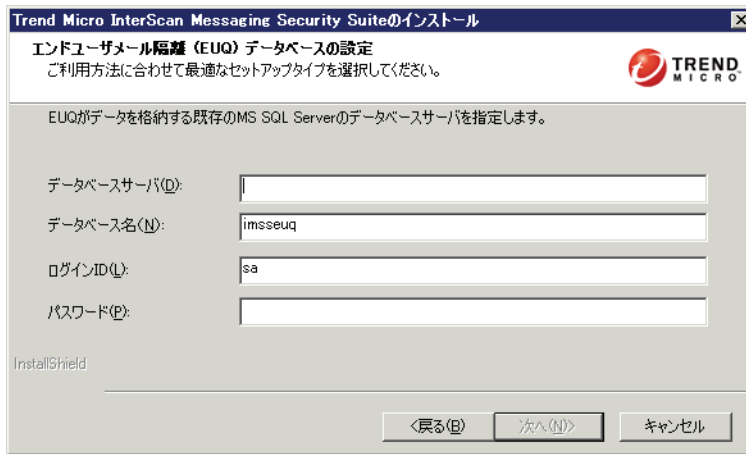 Trend Micro InterScan Messaging Security Suiteのインストール
エンドユーザメール隔離（EUQ）データベースの設定
ご利用方法に合わせて最適なセットアップタイプを選択してください。
TREND
MICRO
EUQがデータを格納する既存のMS SQL Serverのデータベースサーバを指定します。
データベースサーバ(D):
データベース名(N): imsseuq
ログインID(L): sa
パスワード(P):
InstallShield
<戻る(B) 次へ(N)> キャンセル